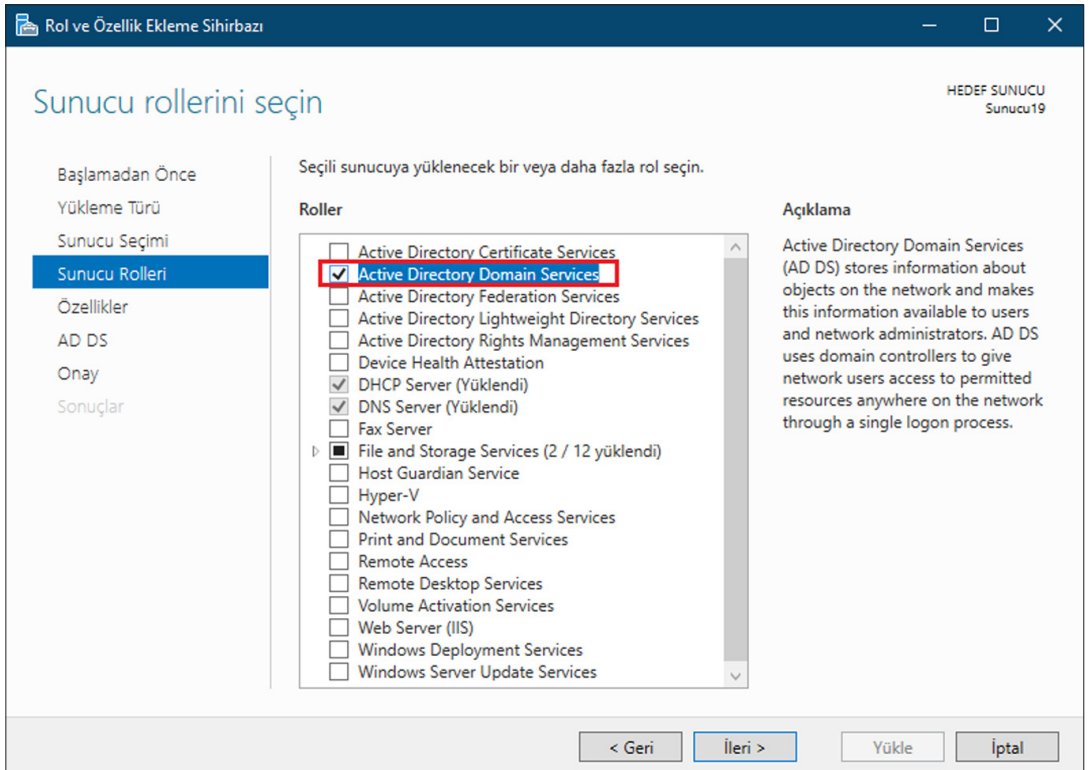 Rol ve Özellik Ekleme Sihirbazı
Sunucu rollerini seçin
HEDEF SUNUCU
Sunucu19
Başlamadan Önce
Yükleme Türü
Sunucu Seçimi
Sunucu Rolleri
Özellikler
AD DS
Onay
Sonuçlar
Seçili sunucuya yüklenecek bir veya daha fazla rol seçin.
Roller
Active Directory Certificate Services
Active Directory Domain Services
Active Directory Federation Services
Active Directory Lightweight Directory Services
Active Directory Rights Management Services
Device Health Attestation
DHCP Server (Yüklendi)
DNS Server (Yüklendi)
Fax Server
File and Storage Services (2 / 12 yüklendi)
Host Guardian Service
Hyper-V
Network Policy and Access Services
Print and Document Services
Remote Access
Remote Desktop Services
Volume Activation Services
Web Server (IIS)
Windows Deployment Services
Windows Server Update Services
Açıklama
Active Directory Domain Services
(AD DS) stores information about
objects on the network and makes
this information available to users
and network administrators. AD DS
uses domain controllers to give
network users access to permitted
resources anywhere on the network
through a single logon process.
< Geri
İleri >
Yükle
İptal